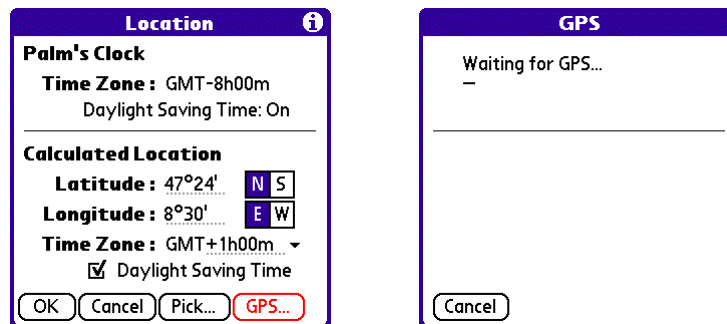 Location
Palm's Clock
Time Zone: GMT-8h00m
Daylight Saving Time: On
Calculated Location
Latitude: 47°24' N S
Longitude: 8°30' E W
Time Zone: GMT+1h00m
Daylight Saving Time
OK Cancel Pick... GPS...
GPS
Waiting for GPS...
Cancel